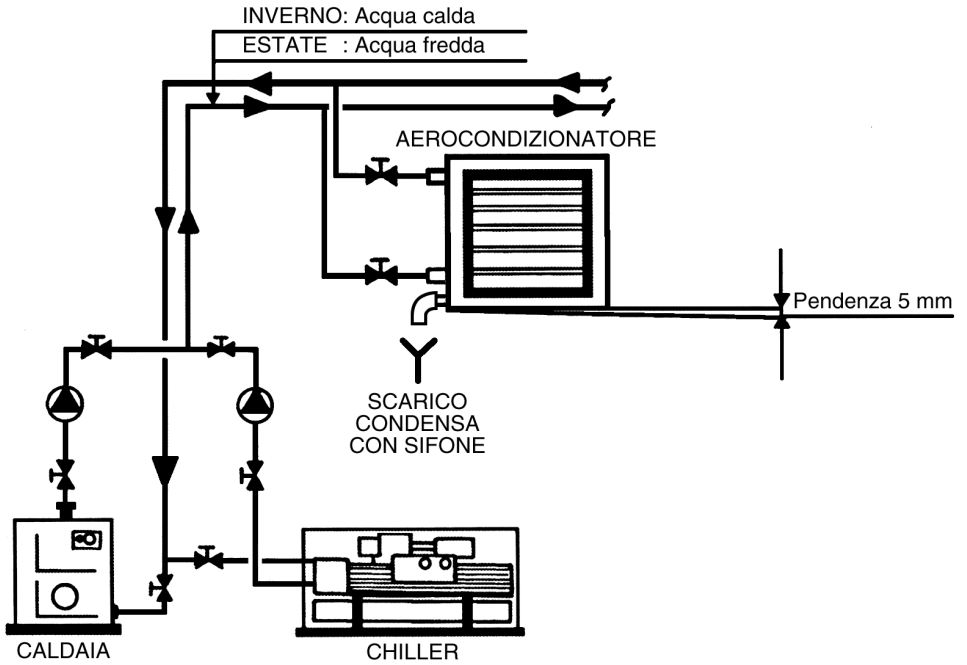 INVERNO: Acqua calda
ESTATE : Acqua fredda
AEROCONDIZIONATORE
Pendenza 5 mm
SCARICO
CONDENSA
CON SIFONE
CALDAIA
CHILLER